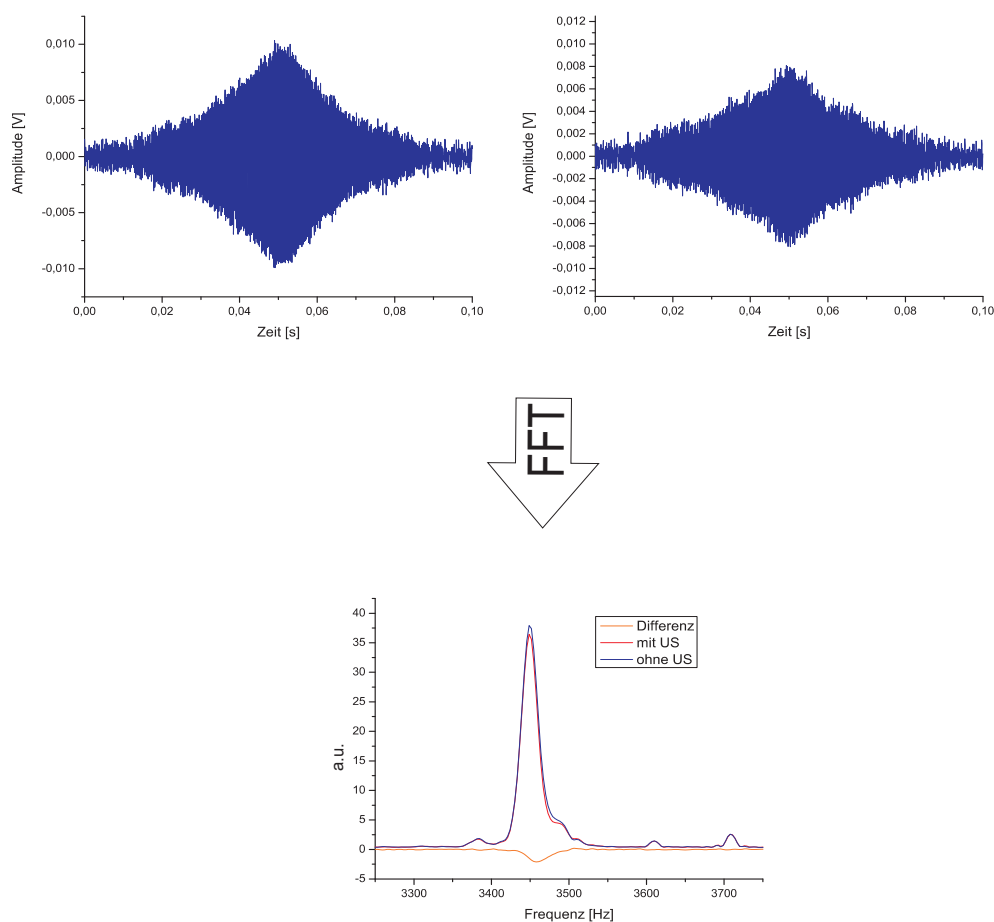 0,010
0,005
0,000
-0,005
-0,010
Amplitude [V]
0,00 0,02 0,04 0,06 0,08 0,10
Zeit [s]
0,012
0,010
0,008
0,006
0,004
0,002
0,000
-0,002
-0,004
-0,006
-0,008
-0,010
-0,012
Amplitude [V]
0,00 0,02 0,04 0,06 0,08 0,10
Zeit [s]
FFT
40
35
30
25
20
15
10
5
0
-5
a.u.
Differenz
mit US
ohne US
3300 3400 3500 3600 3700
Frequenz [Hz]